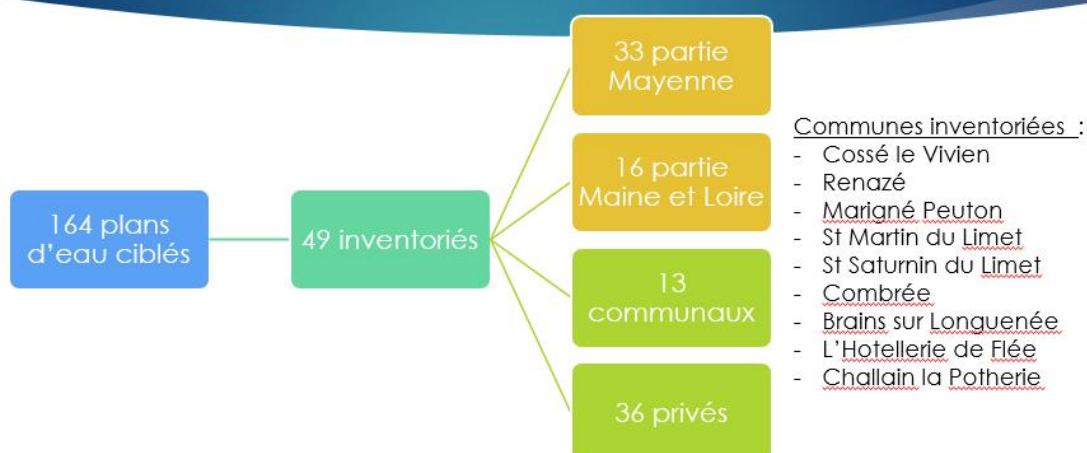 164 plans
d'eau ciblés
49 inventoriés
33 partie
Mayenne
16 partie
Maine et Loire
13
communaux
36 privés
Communes inventoriées :
- Cossé le Vivien
- Renazé
- Marigné Peuton
- St Martin du Limet
- St Saturnin du Limet
- Combrée
- Brains sur Longuenée
- L'Hotellerie de Flée
- Challain la Potherie